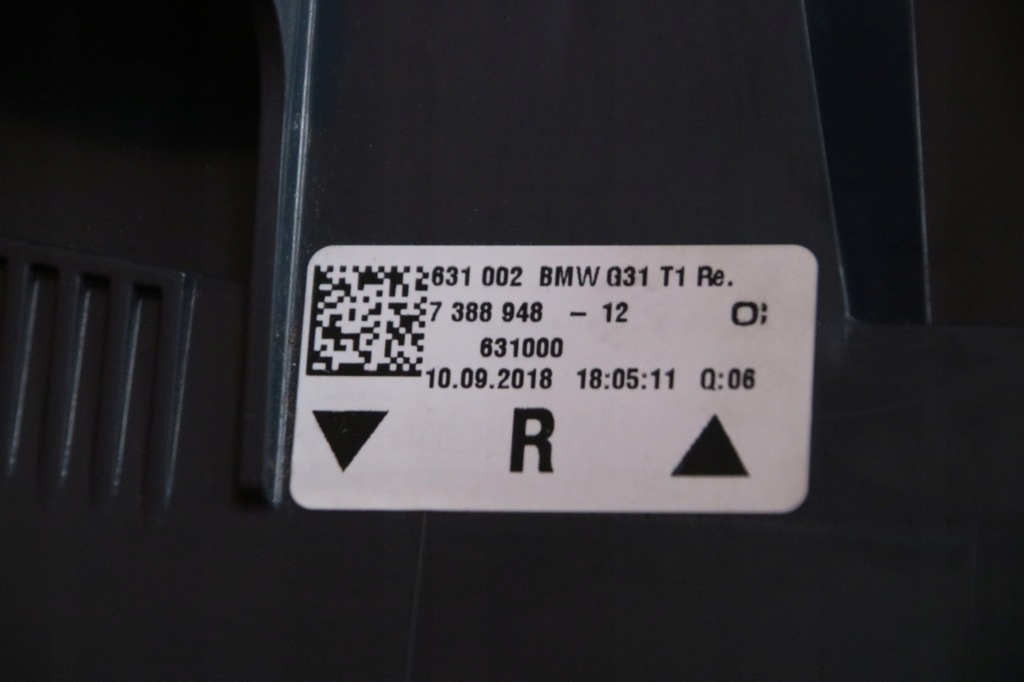 631 002 BMW G31 T1 Re.
7 388 948 - 12 O;
631000
10.09.2018 18:05:11 Q:06
R